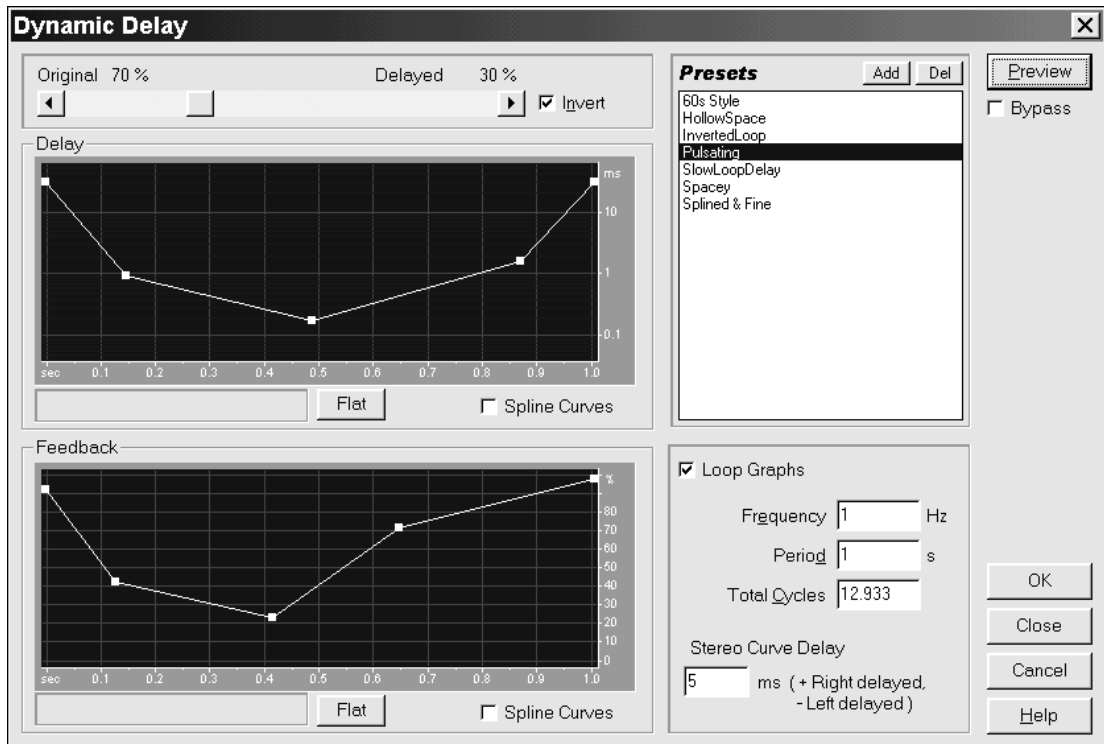 Dynamic Delay
Original 70 % Delayed 30 %
Invert
Delay
ms
10
1
0.1
sec 0.1 0.2 0.3 0.4 0.5 0.6 0.7 0.8 0.9 1.0
Flat
Spline Curves
Feedback
%
80
70
60
50
40
30
20
10
0
sec 0.1 0.2 0.3 0.4 0.5 0.6 0.7 0.8 0.9 1.0
Flat
Spline Curves
Presets
Add
Del
60s Style
HollowSpace
InvertedLoop
Pulsating
SlowLoopDelay
Spacey
Splined & Fine
Loop Graphs
Frequency 1 Hz
Period 1 s
Total Cycles 12.933
Stereo Curve Delay
5 ms ( + Right delayed,
- Left delayed )
Preview
Bypass
OK
Close
Cancel
Help